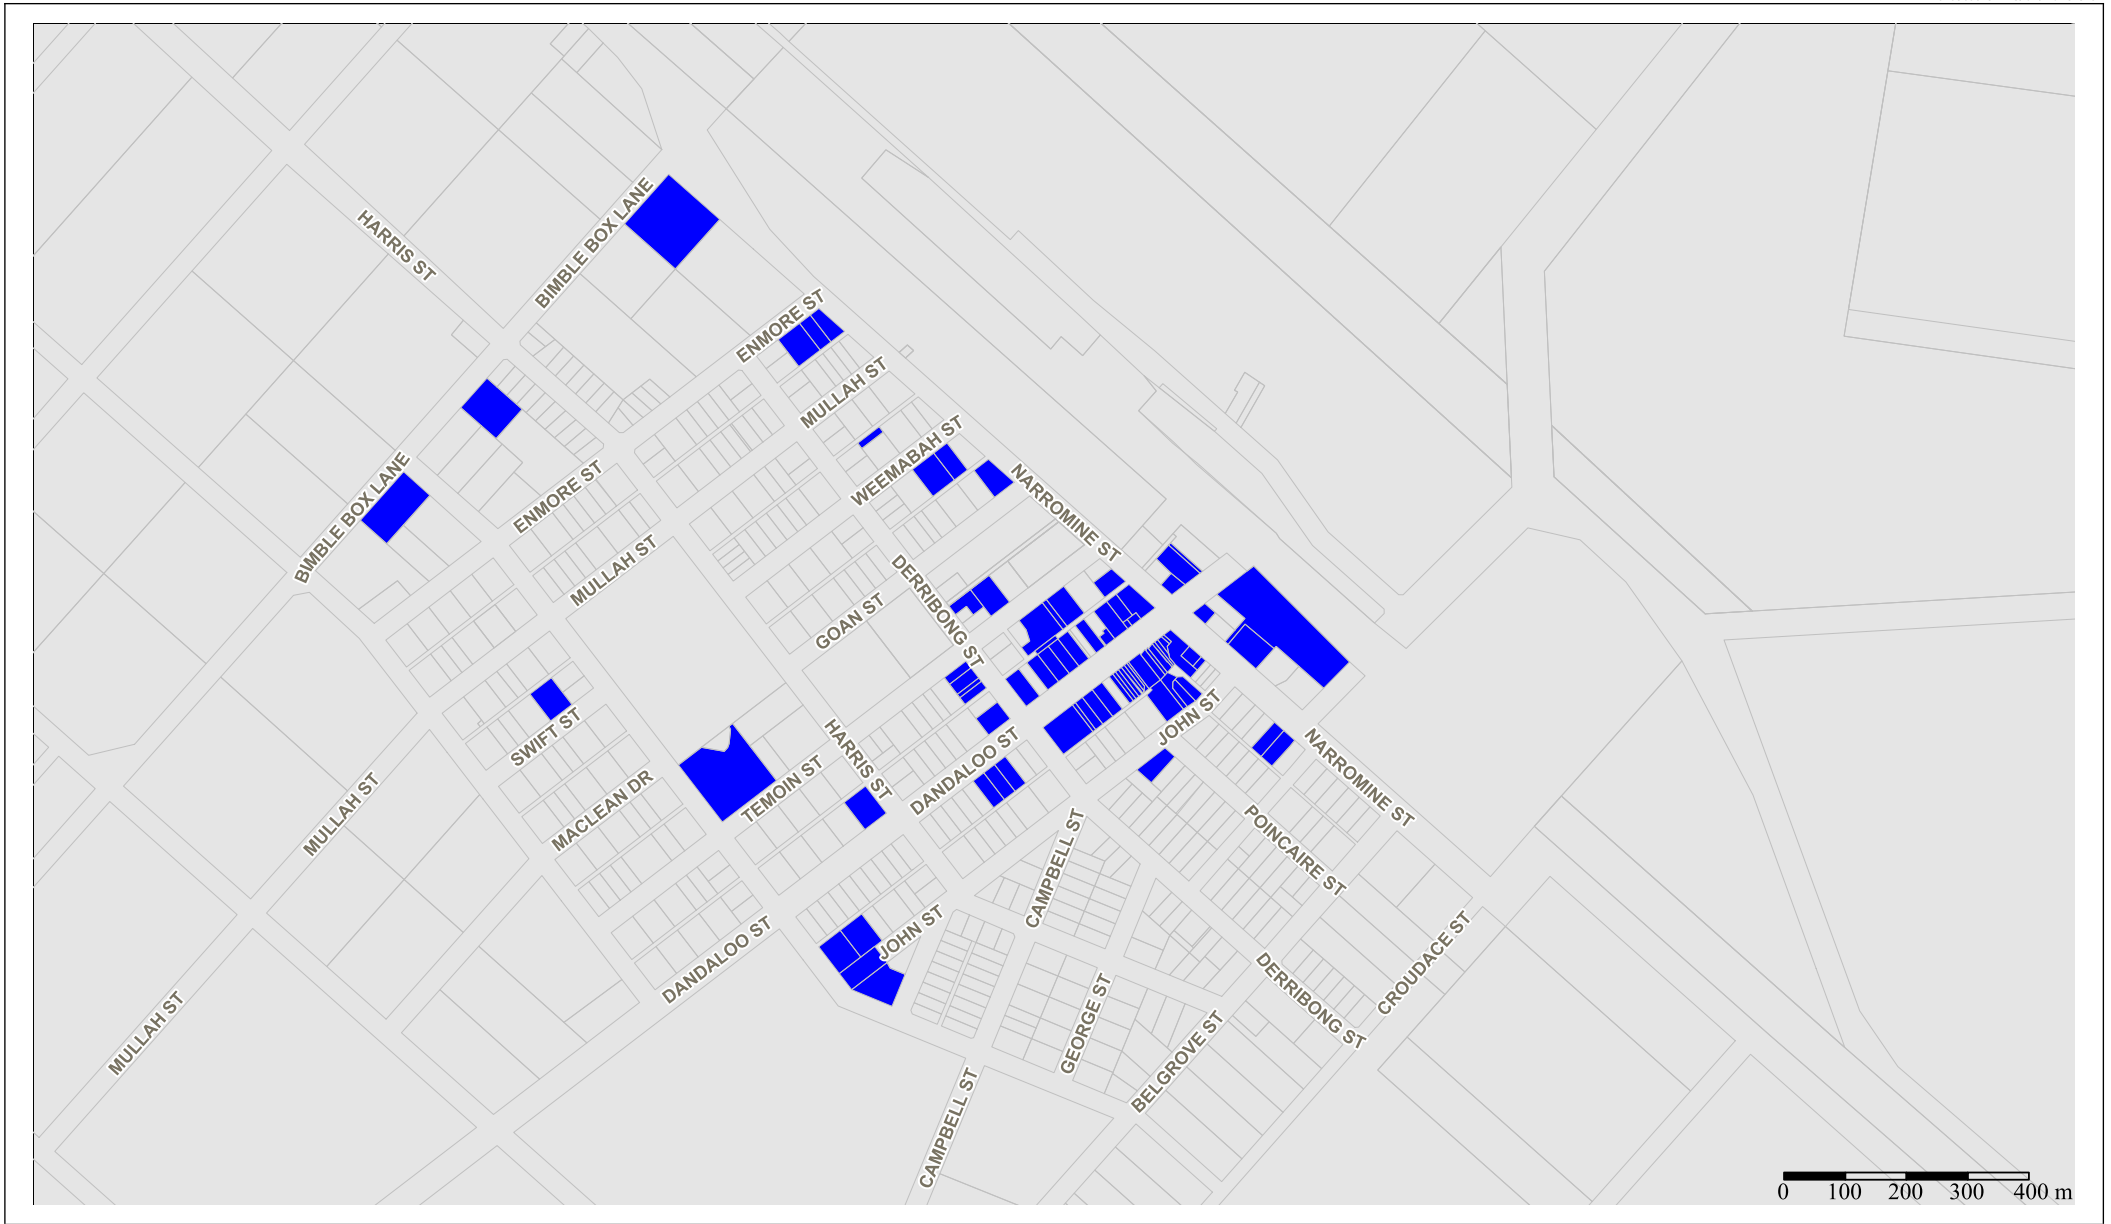 HARRIS ST
BIMBLE BOX LANE
ENMORE ST
MULLAH ST
WEEMABAH ST
NARROMINE ST
BIMBLE BOX LANE
ENMORE ST
MULLAH ST
DERRIBONG ST
GOAN ST
SWIFT ST
HARRIS ST
JOHN ST
DANDALOO ST
TEMOIN ST
MACLEAN DR
MULLAH ST
NARROMINE ST
POINCAIRE ST
CAMPBELL ST
JOHN ST
DANDALOO ST
CROUDACE ST
DERRIBONG ST
GEORGE ST
BELGROVE ST
MULLAH ST
CAMPBELL ST
0 100 200 300 400 m